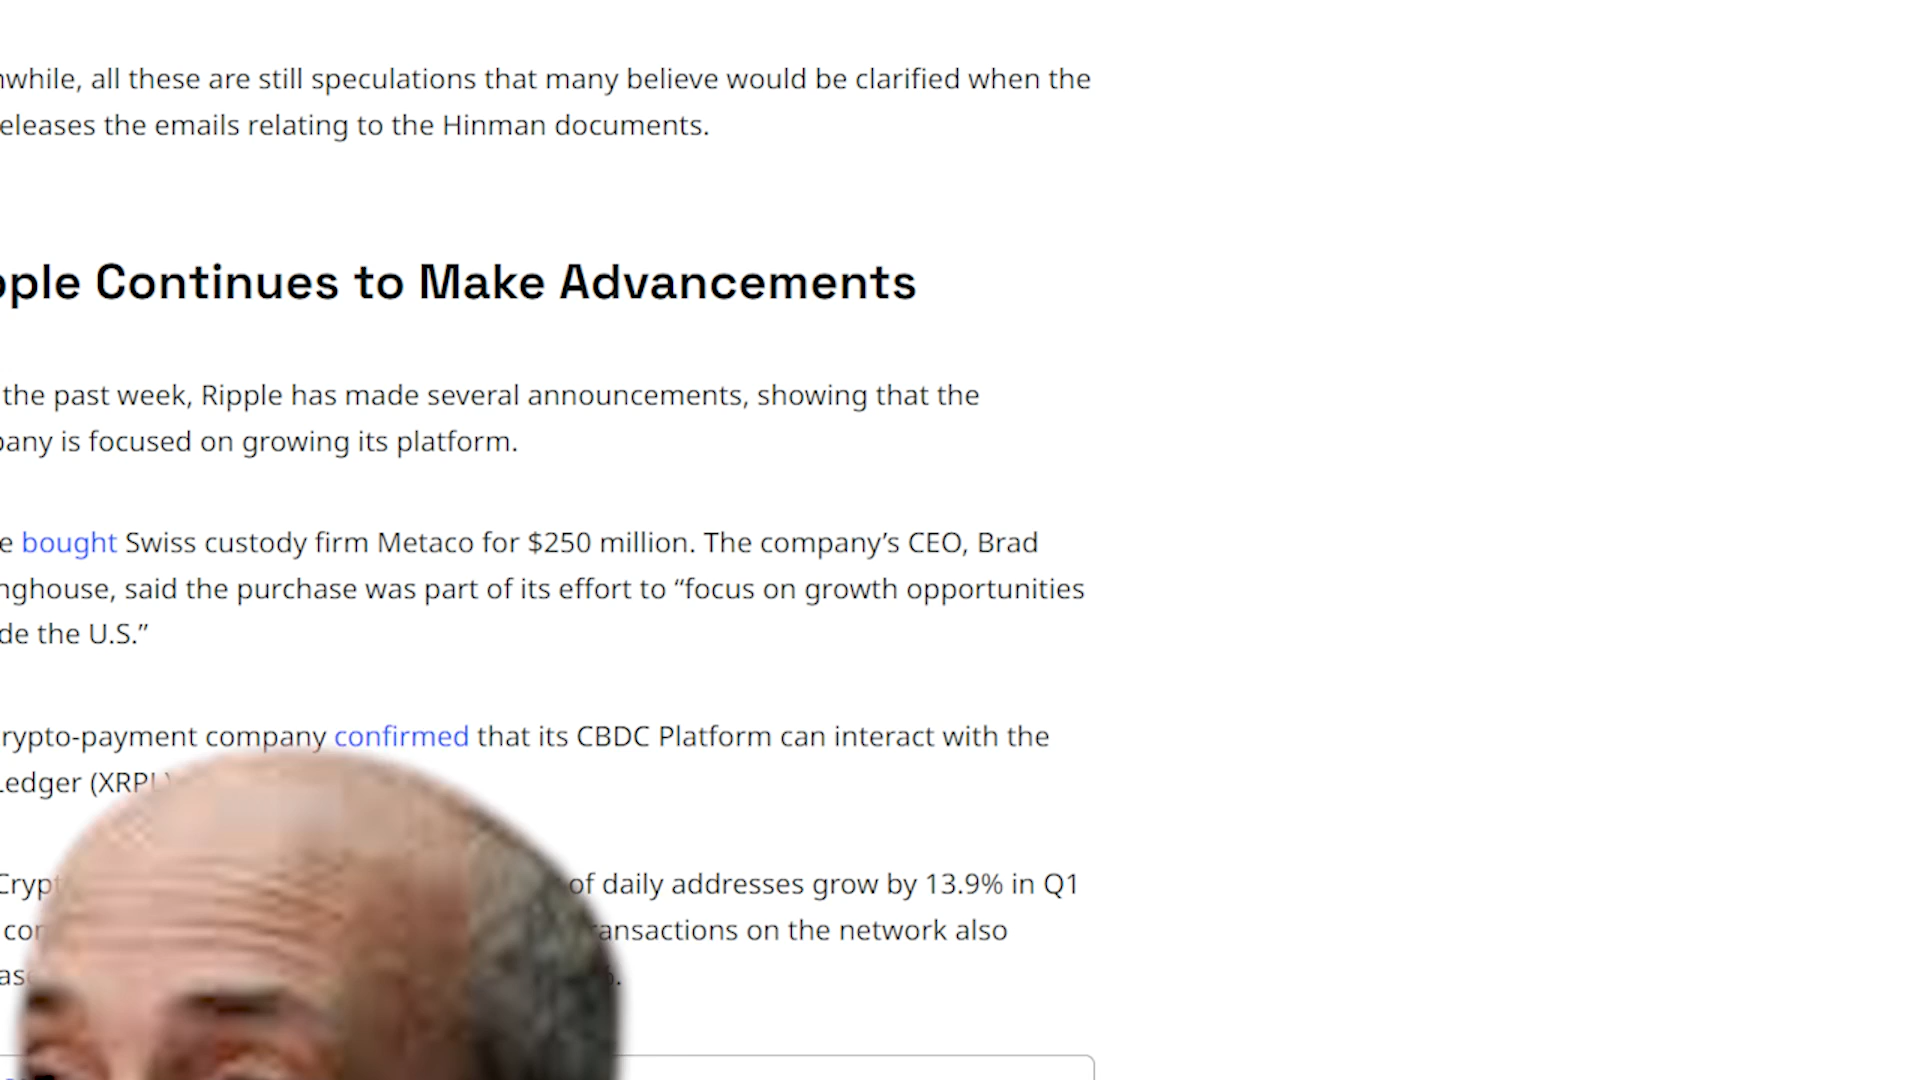 while, all these are still speculations that many believe would be clarified when the
eleases the emails relating to the Hinman documents.
pple Continues to Make Advancements
the past week, Ripple has made several announcements, showing that the
pany is focused on growing its platform.
e bought Swiss custody firm Metaco for $250 million. The company’s CEO, Brad
nghouse, said the purchase was part of its effort to “focus on growth opportunities
de the U.S.”
rypto-payment company confirmed that its CBDC Platform can interact with the
Ledger (XRPL)
of daily addresses grow by 13.9% in Q1
ansactions on the network also